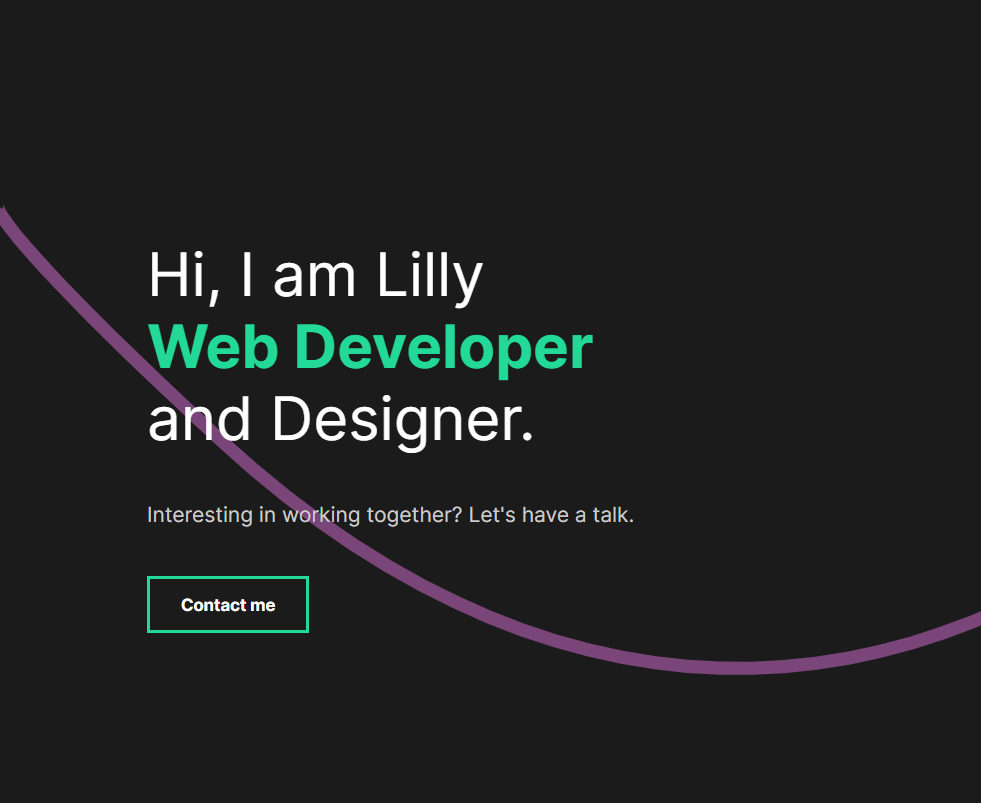 Hi, I am Lilly
Web Developer
and Designer.
Interesting in working together? Let's have a talk.
Contact me